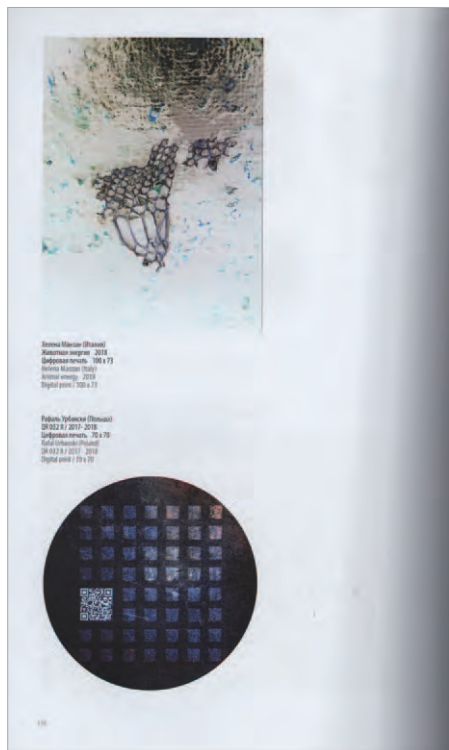 Хелена Манзан (Италия)
Животная энергия 2018
Цифровая печать 100 x 73
Helena Manzan (Italy)
Animal energy 2018
Digital print / 100 x 73
Рафаль Урбански (Польша)
QR 032 R / 2017- 2018
Цифровая печать 70 x 70
Rafal Urbanski (Poland)
QR 032 R / 2017 - 2018
Digital print / 70 x 70